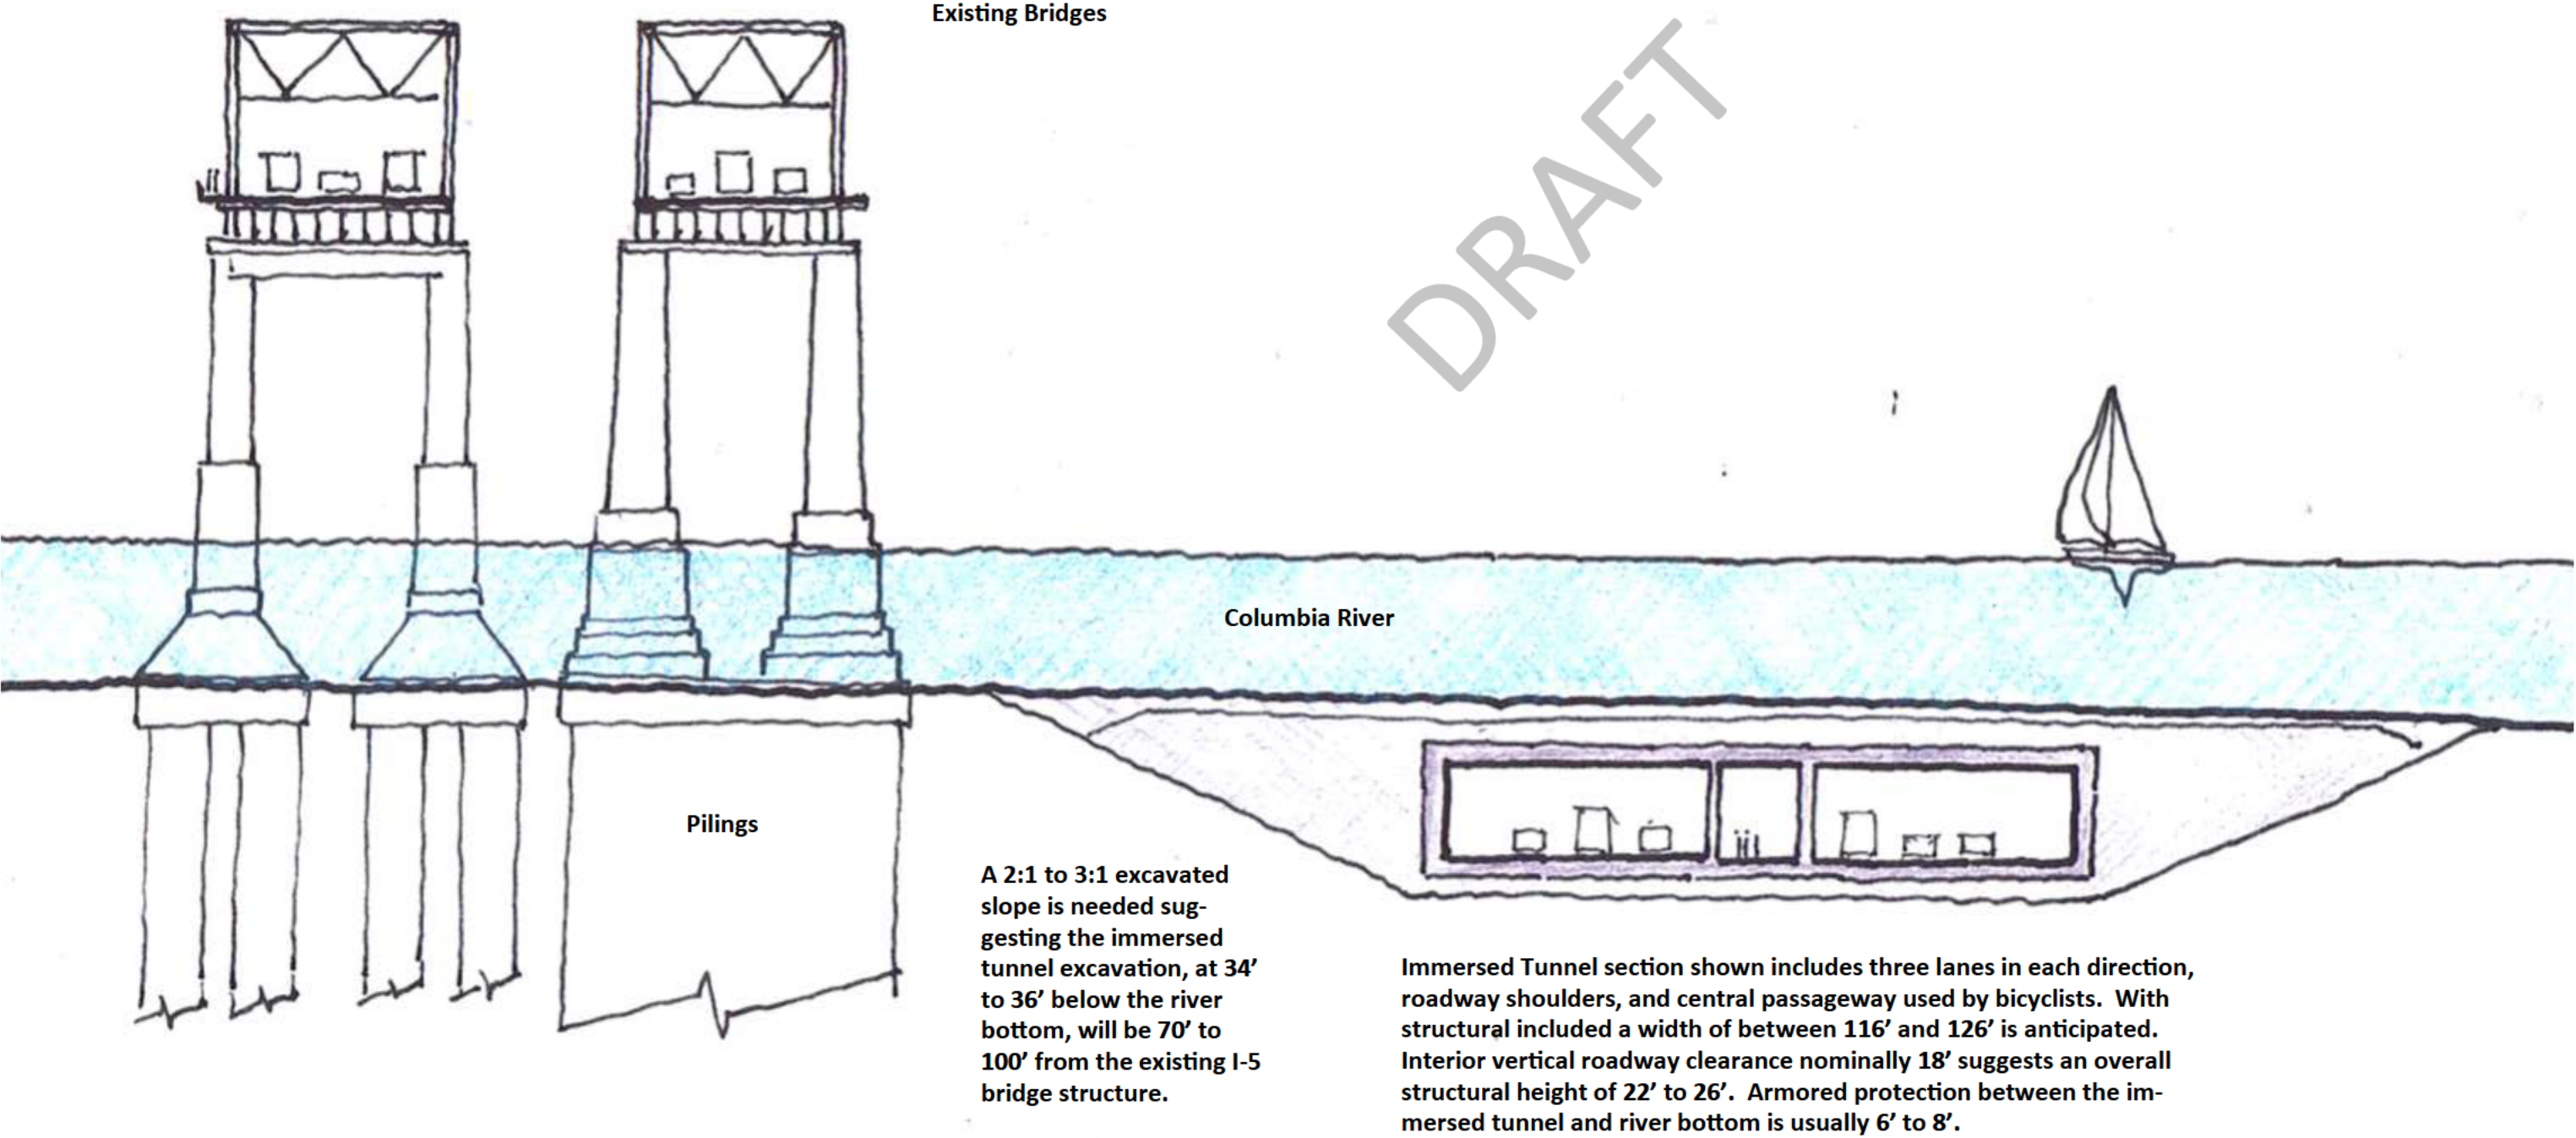 Existing Bridges
DRAFT
Columbia River
Pilings
A 2:1 to 3:1 excavated
slope is needed sug-
gesting the immersed
tunnel excavation, at 34’
to 36’ below the river
bottom, will be 70’ to
100’ from the existing I-5
bridge structure.
Immersed Tunnel section shown includes three lanes in each direction,
roadway shoulders, and central passageway used by bicyclists.  With
structural included a width of between 116’ and 126’ is anticipated.
Interior vertical roadway clearance nominally 18’ suggests an overall
structural height of 22’ to 26’.  Armored protection between the im-
mersed tunnel and river bottom is usually 6’ to 8’.